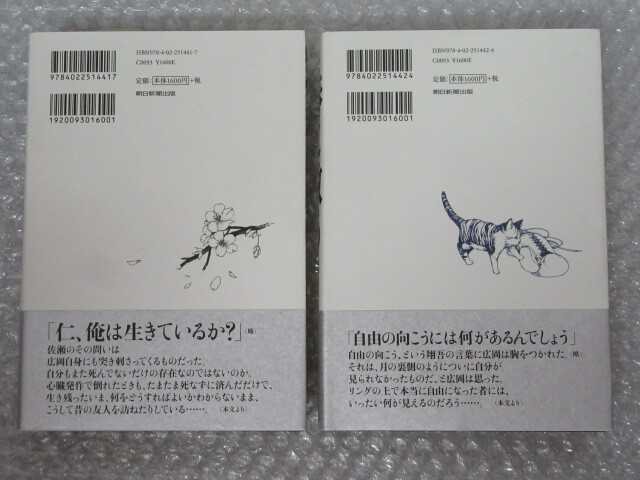 ISBN978-4-02-251441-7
C0093 ¥1600E
定価:本体1600円+税
朝日新聞出版
9784022514417
1920093016001
「仁、俺は生きているか?」(略)
佐瀬のその問いは
広岡自身にも突き刺さってくるものだった。
自分もまた死んでないだけの存在なのではないのか。
心臓発作で倒れたときも、たまたま死なずに済んだだけで、
生き残ったいま、何をどうすればよいかわからないまま、
こうして昔の友人を訪ねたりしている……。(本文より)
ISBN978-4-02-251442-4
C0093 ¥1600E
定価:本体1600円+税
朝日新聞出版
9784022514424
1920093016001
「自由の向こうには何があるんでしょう」
自由の向こう、という翔吾の言葉に広岡は胸をつかれた。(略)
それは、月の裏側のようについに自分が
見られなかったものだ、と広岡は思った。
リングの上で本当に自由になった者には、
いったい何が見えるのだろう……。(本文より)